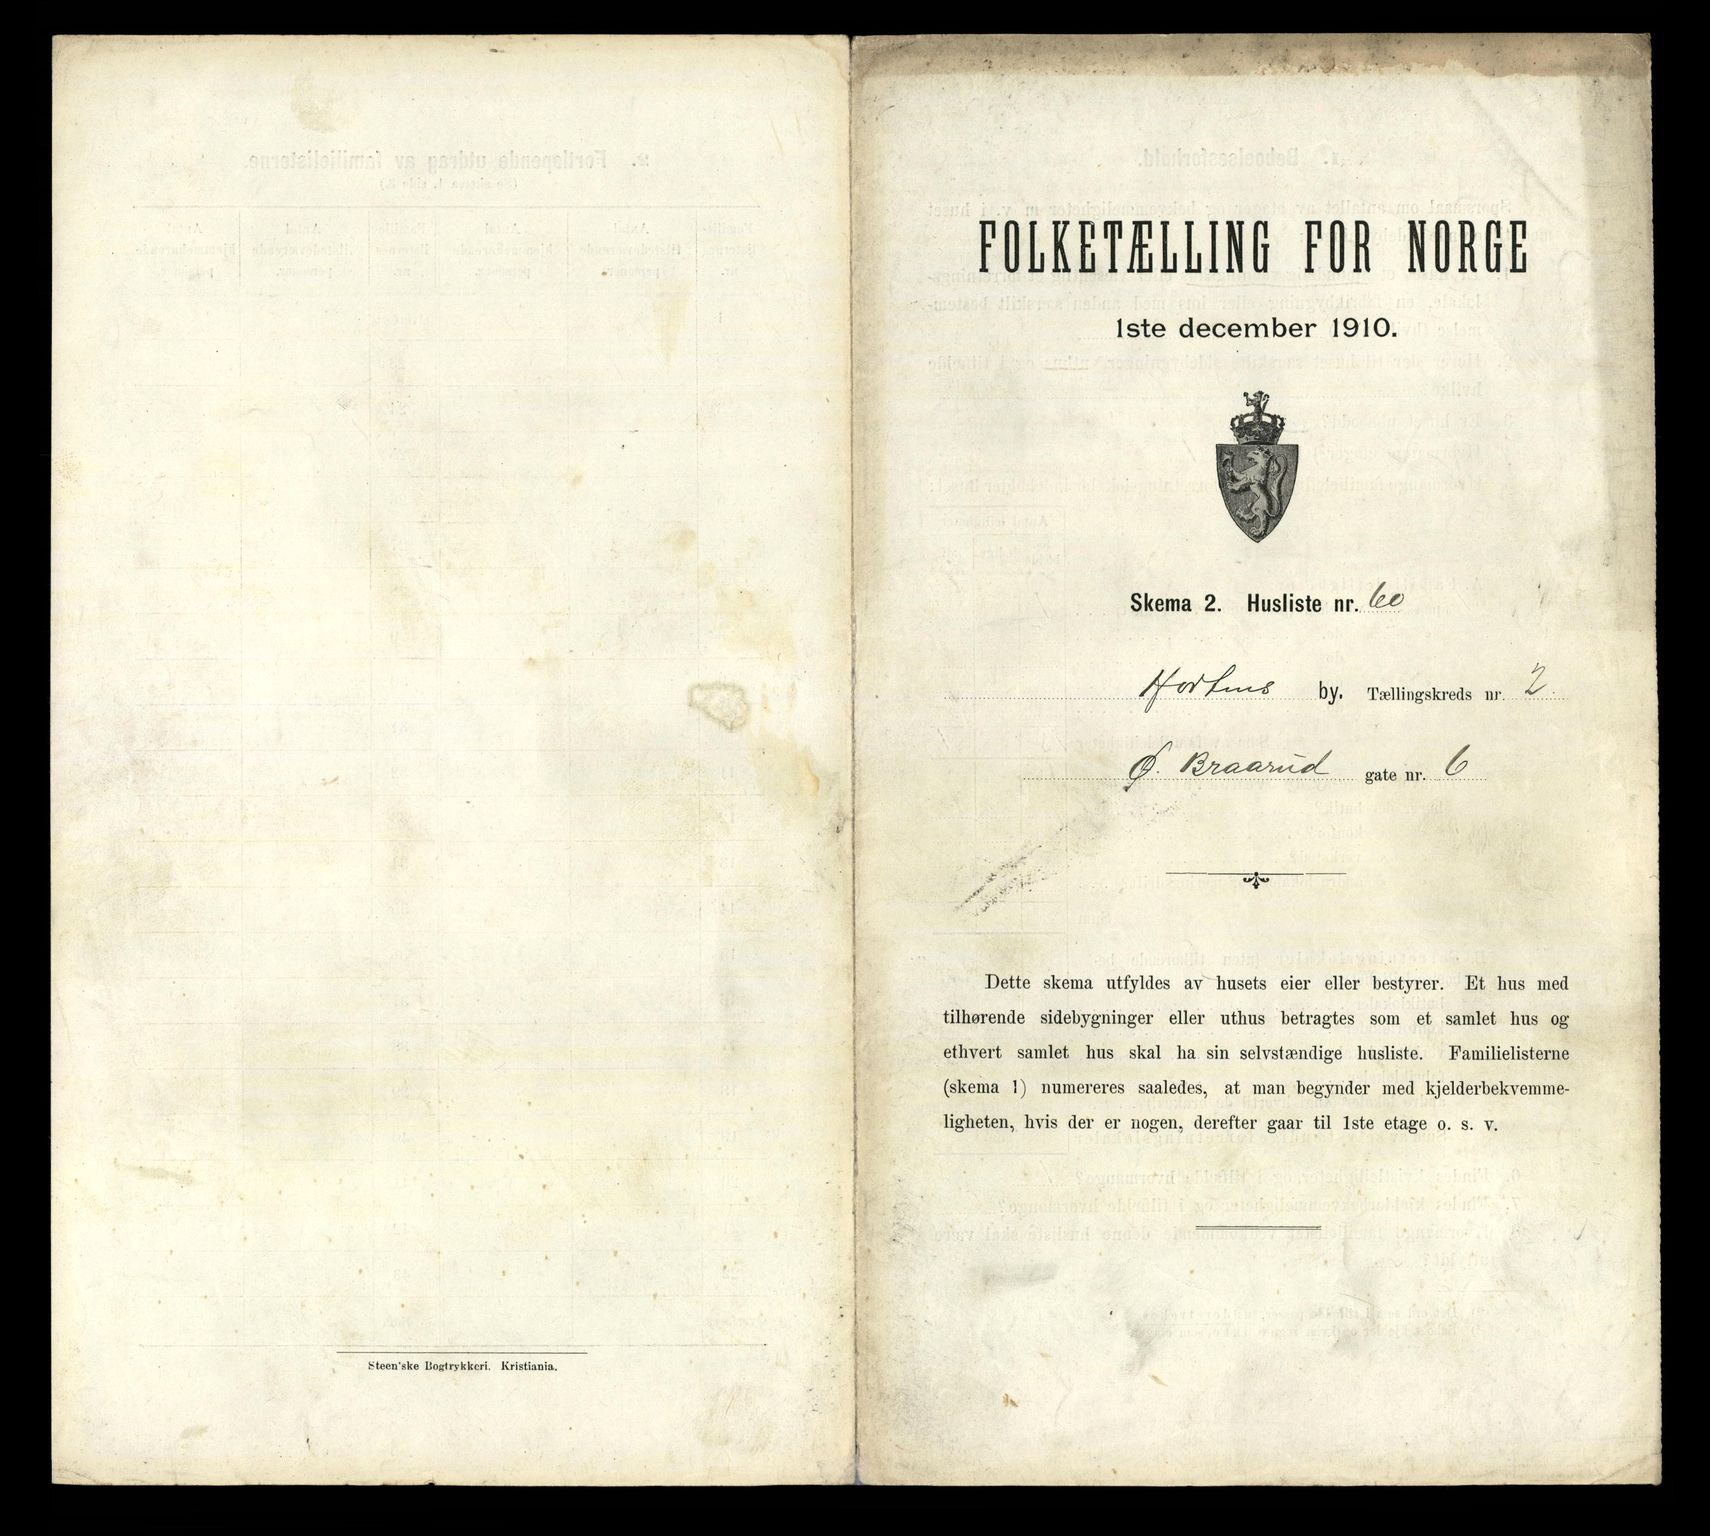 FOLKETÆLLING FOR NORGE
1ste december 1910.
Skema 2. Husliste nr. 60
Hortens by. Tællingskreds nr. 2.
Ø. Braarud gate nr. 6
Dette skema utfyldes av husets eier eller bestyrer. Et hus med
tilhørende sidebygninger eller uthus betragtes som et samlet hus og
ethvert samlet hus skal ha sin selvstændige husliste. Familielisterne
(skema 1) numereres saaledes, at man begynder med kjelderbekvemme-
ligheten, hvis der er nogen, derefter gaar til 1ste etage o. s. v.
Steen'ske Bogtrykkeri. Kristiania.